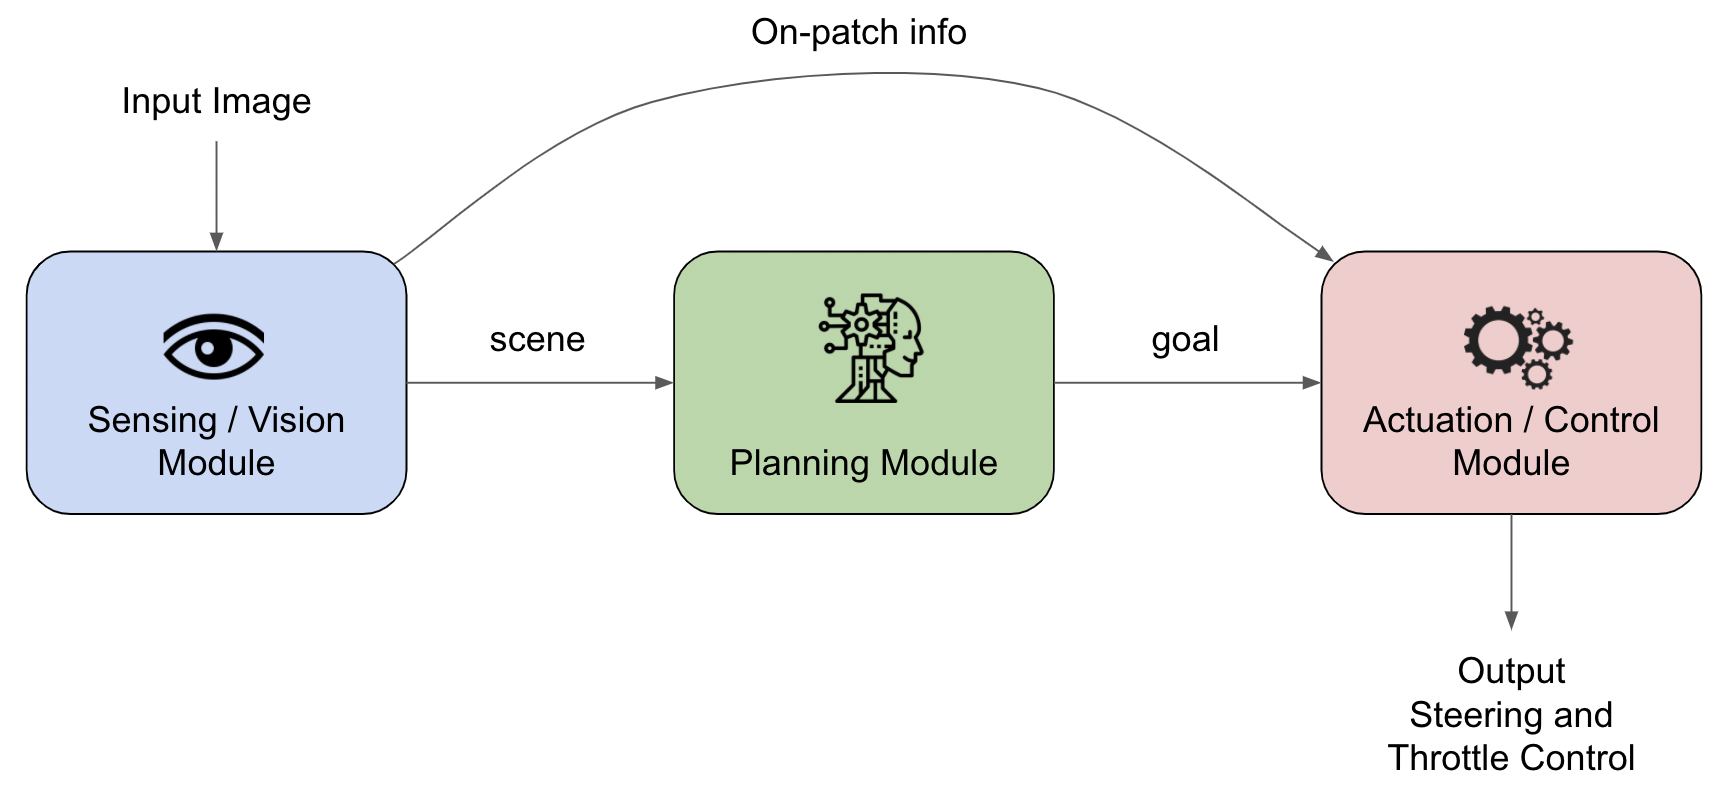 On-patch info
Input Image
scene
goal
Sensing / Vision
Module
Planning Module
Actuation / Control
Module
Output
Steering and
Throttle Control